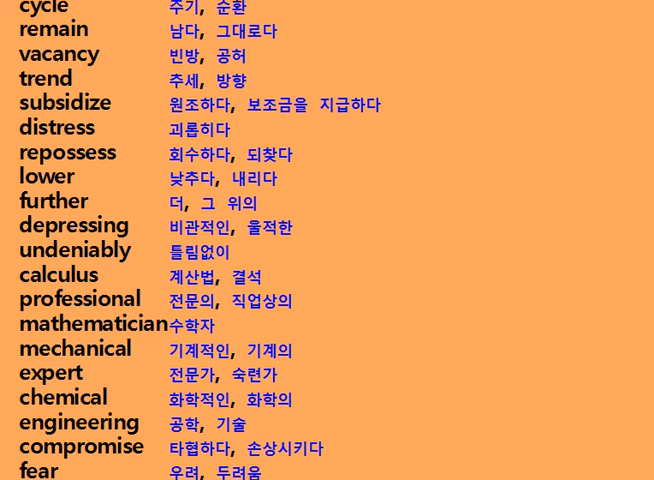 cycle 주기, 순환
remain 남다, 그대로다
vacancy 빈방, 공허
trend 추세, 방향
subsidize 원조하다, 보조금을 지급하다
distress 괴롭히다
repossess 회수하다, 되찾다
lower 낮추다, 내리다
further 더, 그 위의
depressing 비관적인, 울적한
undeniably 틀림없이
calculus 계산법, 결석
professional 전문의, 직업상의
mathematician 수학자
mechanical 기계적인, 기계의
expert 전문가, 숙련가
chemical 화학적인, 화학의
engineering 공학, 기술
compromise 타협하다, 손상시키다
fear 우려, 두려움